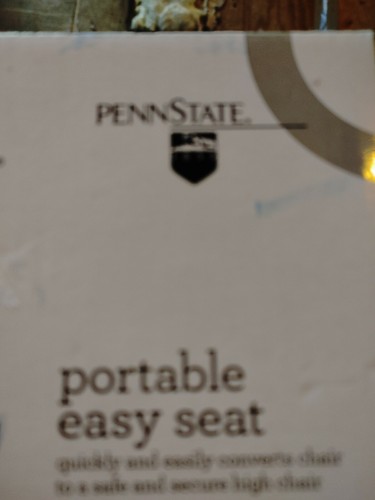 PENNSTATE.
portable
easy seat
quickly and easily converts chair
to a safe and secure high chair